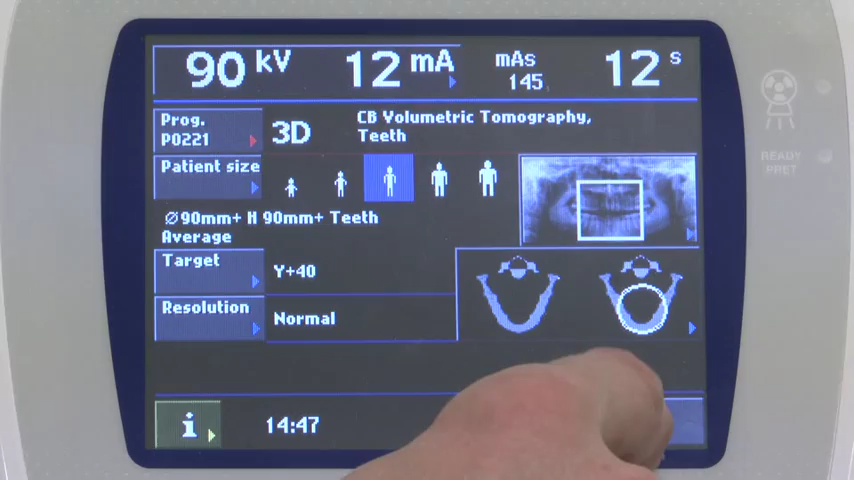 90 kV 12 mA mAs 145 12 s
Prog. P0221
3D
CB Volumetric Tomography,
Teeth
Patient size
Ø90mm+ H 90mm+ Teeth
Average
Target
Y+40
Resolution
Normal
i
14:47
READY
PRET